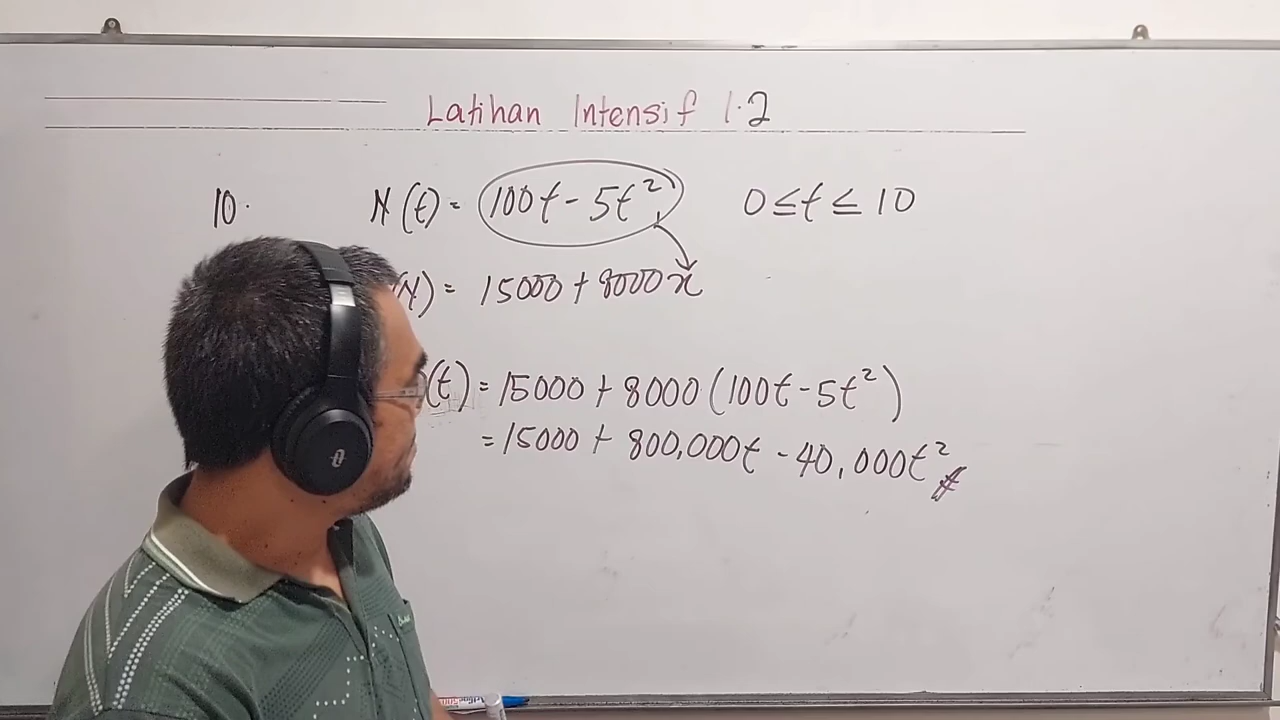 Latihan Intensif 1.2
10. N(t) = 100t - 5t² 0 ≤ t ≤ 10
(N) = 15000 + 8000x
(t) = 15000 + 8000(100t - 5t²)
= 15000 + 800,000t - 40,000t² #